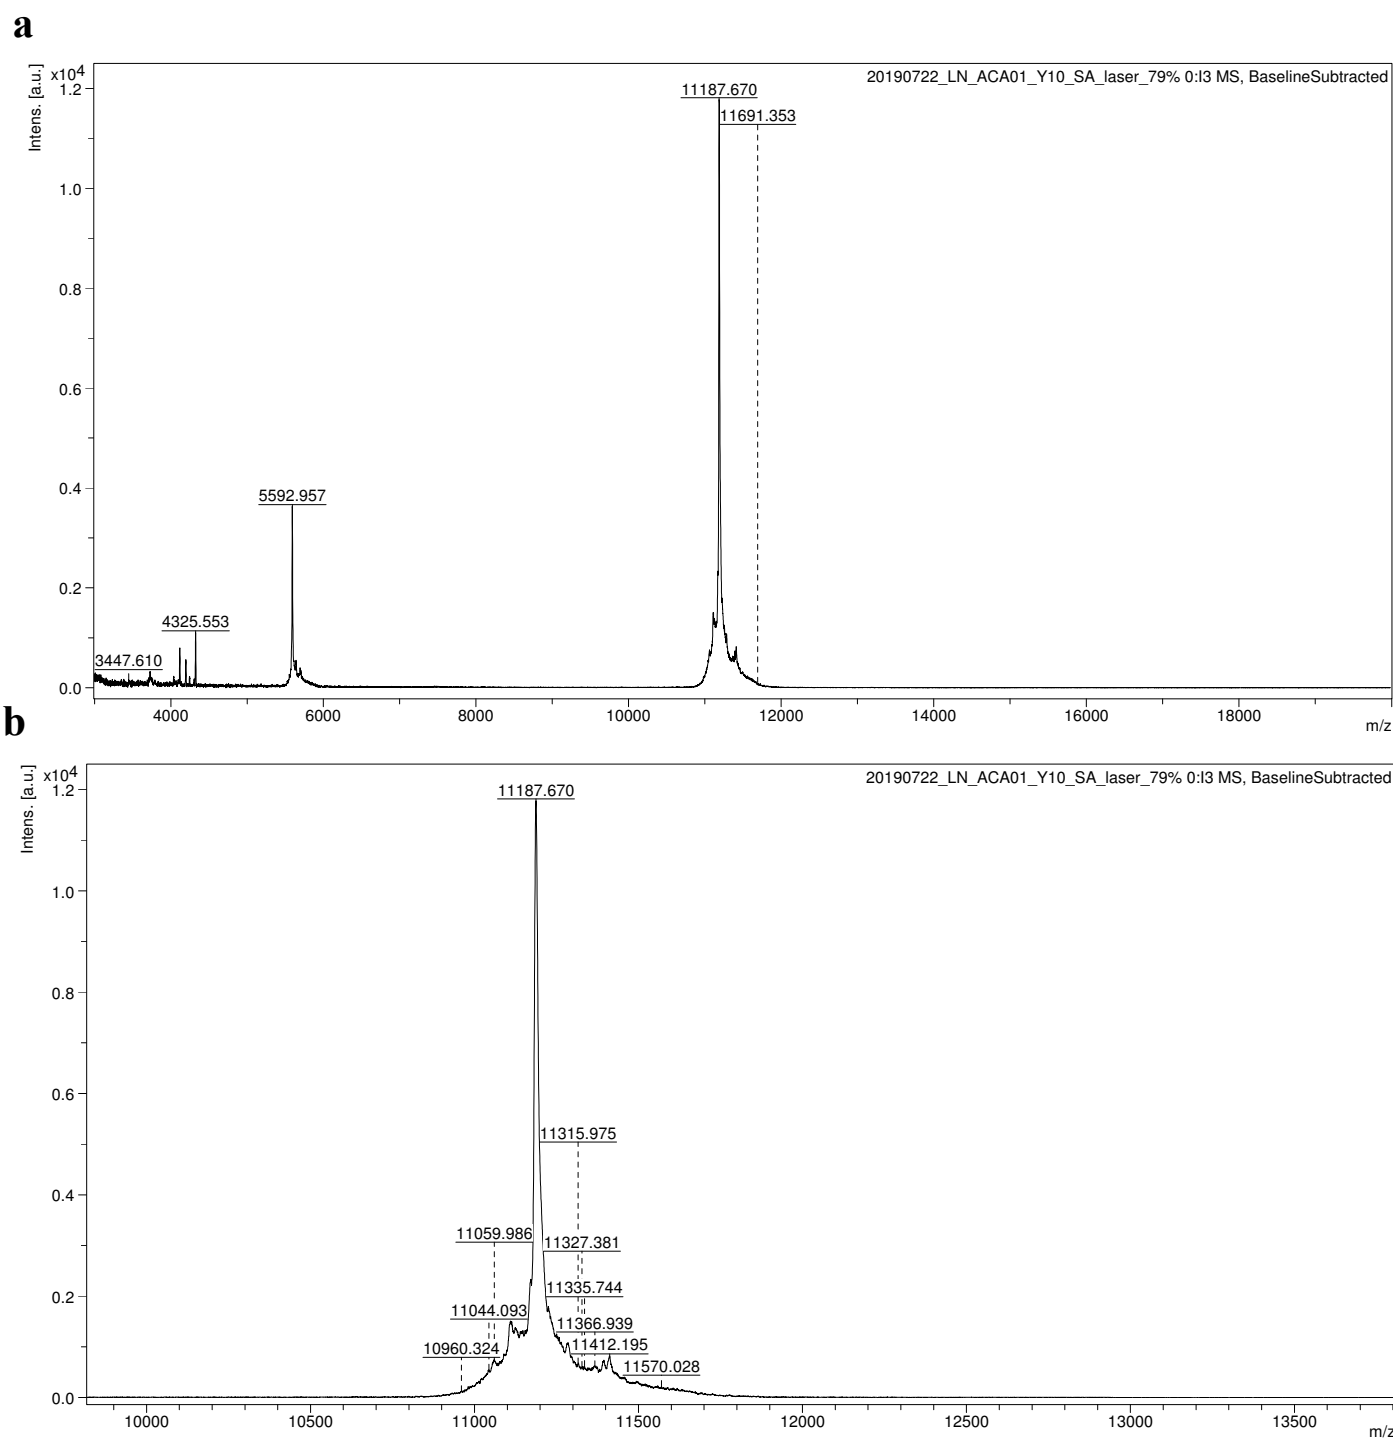 a
Intens. [a.u.]
x10⁴
20190722_LN_ACA01_Y10_SA_laser_79% 0:I3 MS, BaselineSubtracted
1.2
11187.670
11691.353
1.0
0.8
0.6
0.4
5592.957
0.2
4325.553
3447.610
0.0
4000 6000 8000 10000 12000 14000 16000 18000
m/z
b
Intens. [a.u.]
x10⁴
20190722_LN_ACA01_Y10_SA_laser_79% 0:I3 MS, BaselineSubtracted
1.2
11187.670
1.0
0.8
0.6
11315.975
0.4
11059.986
11327.381
0.2
11335.744
11044.093
11366.939
10960.324
11412.195
11570.028
0.0
10000 10500 11000 11500 12000 12500 13000 13500
m/z